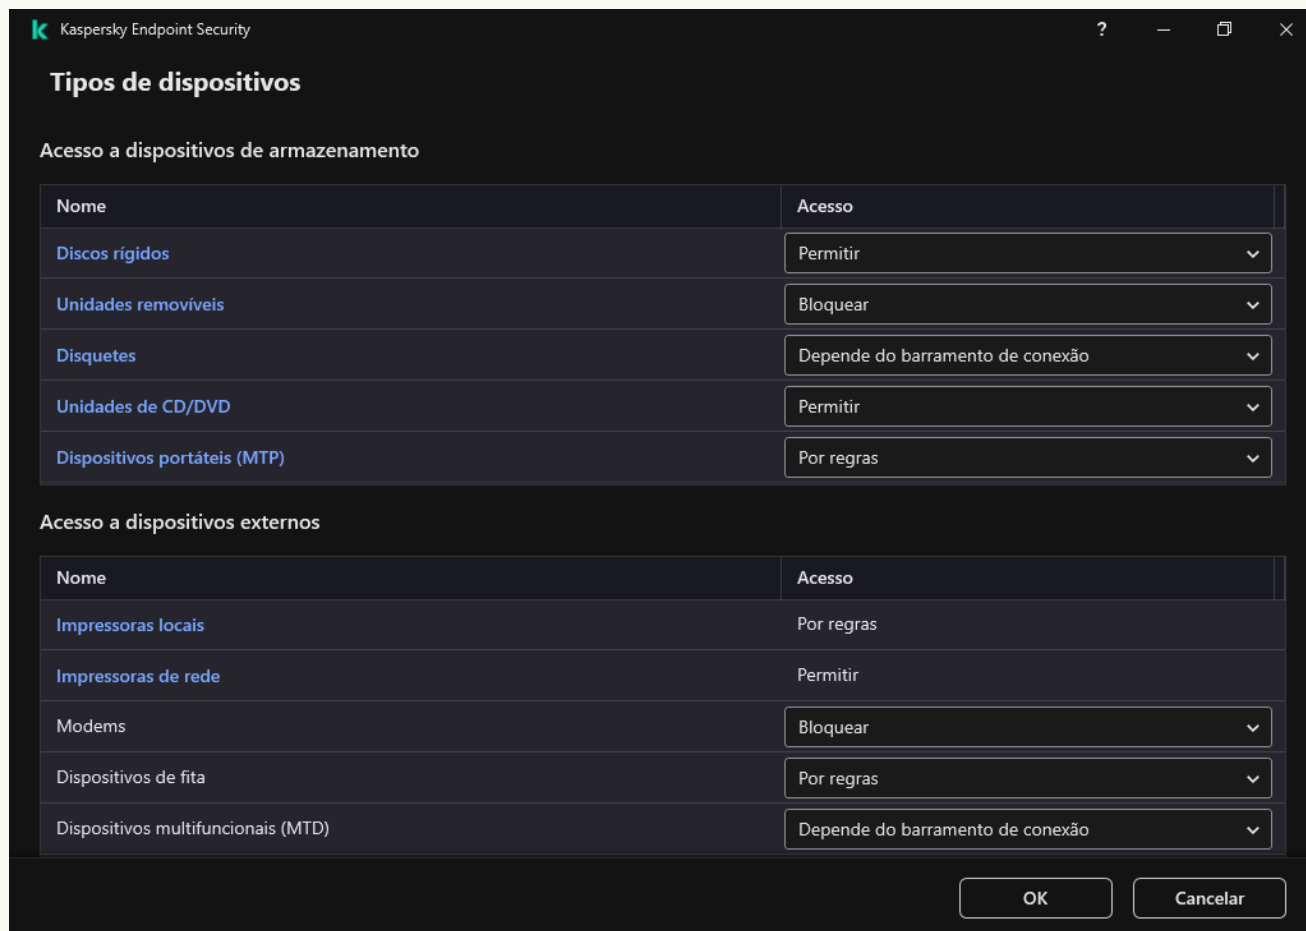 Kaspersky Endpoint Security ?
Tipos de dispositivos
Acesso a dispositivos de armazenamento
Nome Acesso
Discos rígidos Permitir
Unidades removíveis Bloquear
Disquetes Depende do barramento de conexão
Unidades de CD/DVD Permitir
Dispositivos portáteis (MTP) Por regras
Acesso a dispositivos externos
Nome Acesso
Impressoras locais Por regras
Impressoras de rede Permitir
Modems Bloquear
Dispositivos de fita Por regras
Dispositivos multifuncionais (MTD) Depende do barramento de conexão
OK Cancelar